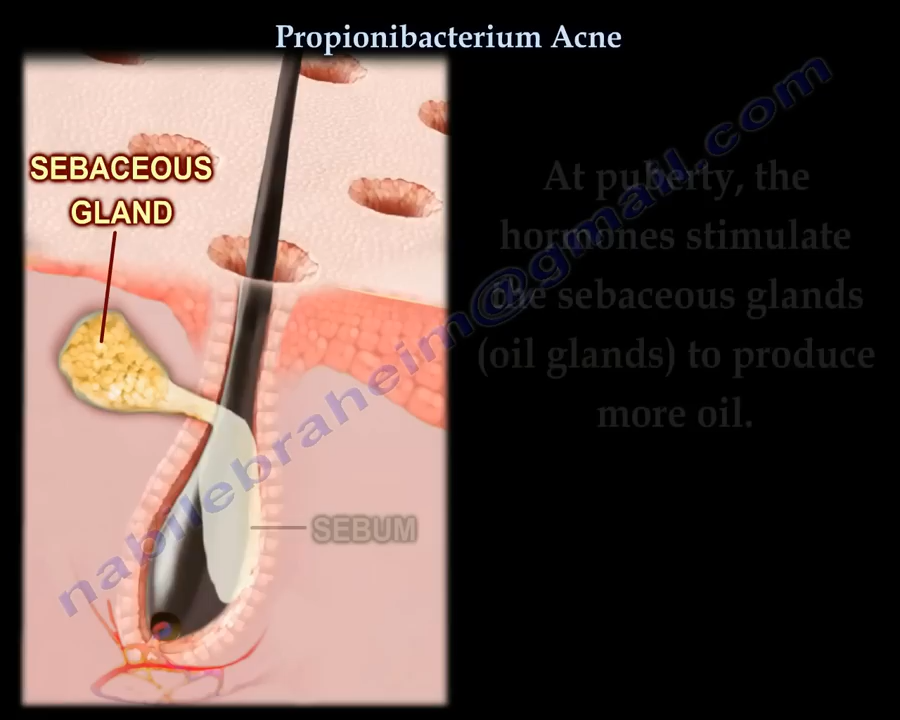 Propionibacterium Acne
SEBACEOUS
GLAND
SEBUM
At puberty, the
hormones stimulate
the sebaceous glands
(oil glands) to produce
more oil.
nabilebraheim@gmail.com